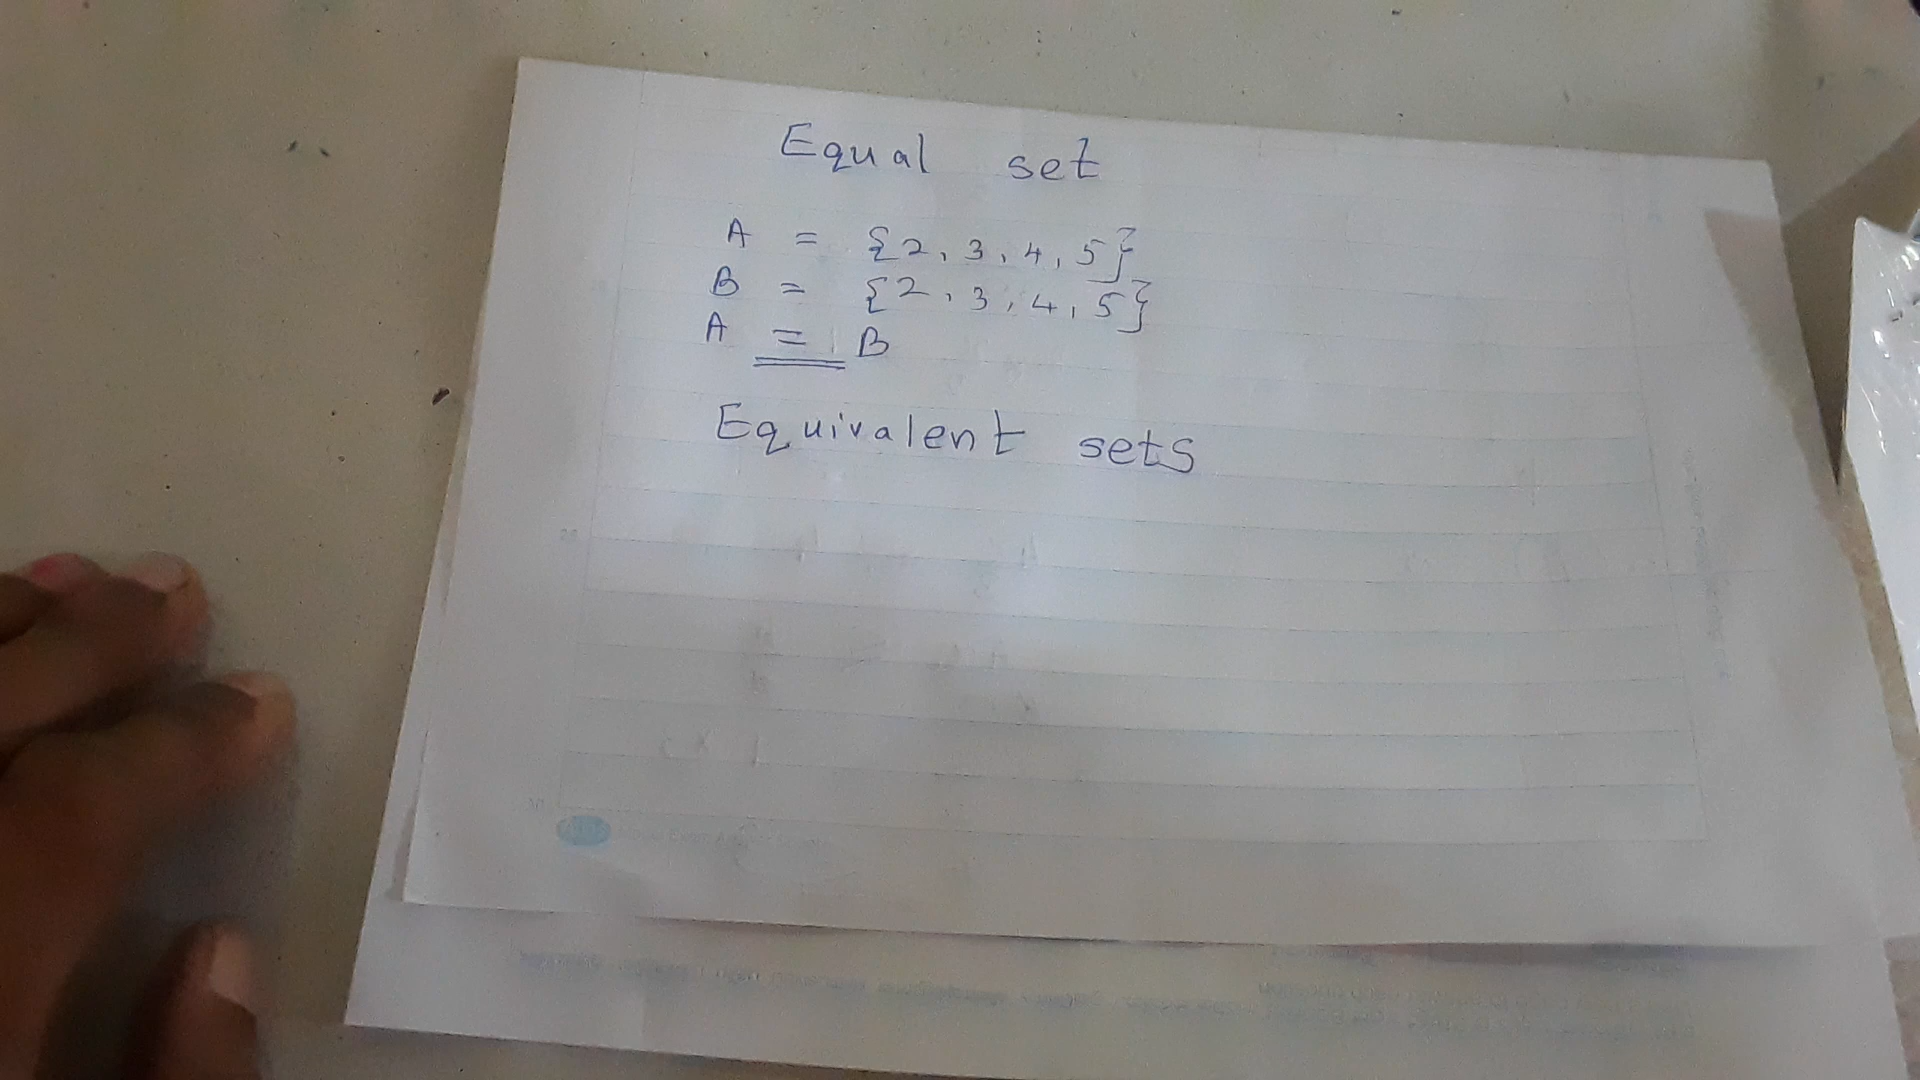 Equal set
A = {2, 3, 4, 5}
B = {2, 3, 4, 5}
A = B
Equivalent sets